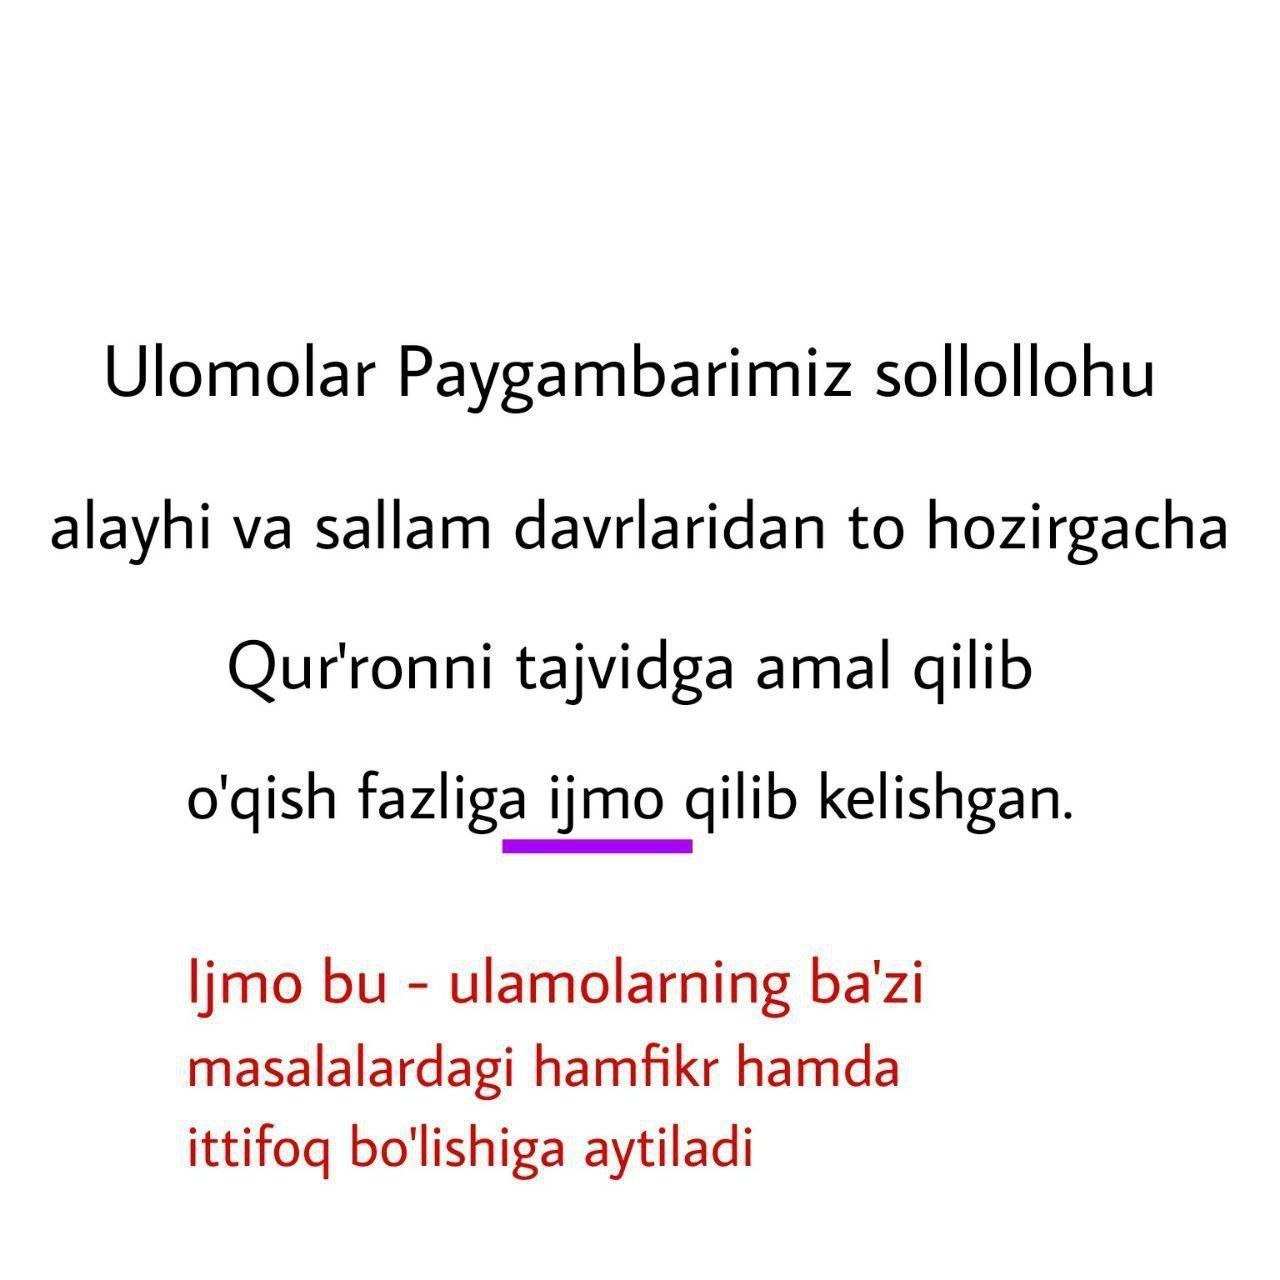 Ulomolar Paygambarimiz sollollohu
alayhi va sallam davrlaridan to hozirgacha
Qur'ronni tajvidga amal qilib
o'qish fazliga ijmo qilib kelishgan.
Ijmo bu - ulamolarning ba'zi
masalalardagi hamfikr hamda
ittifoq bo'lishiga aytiladi